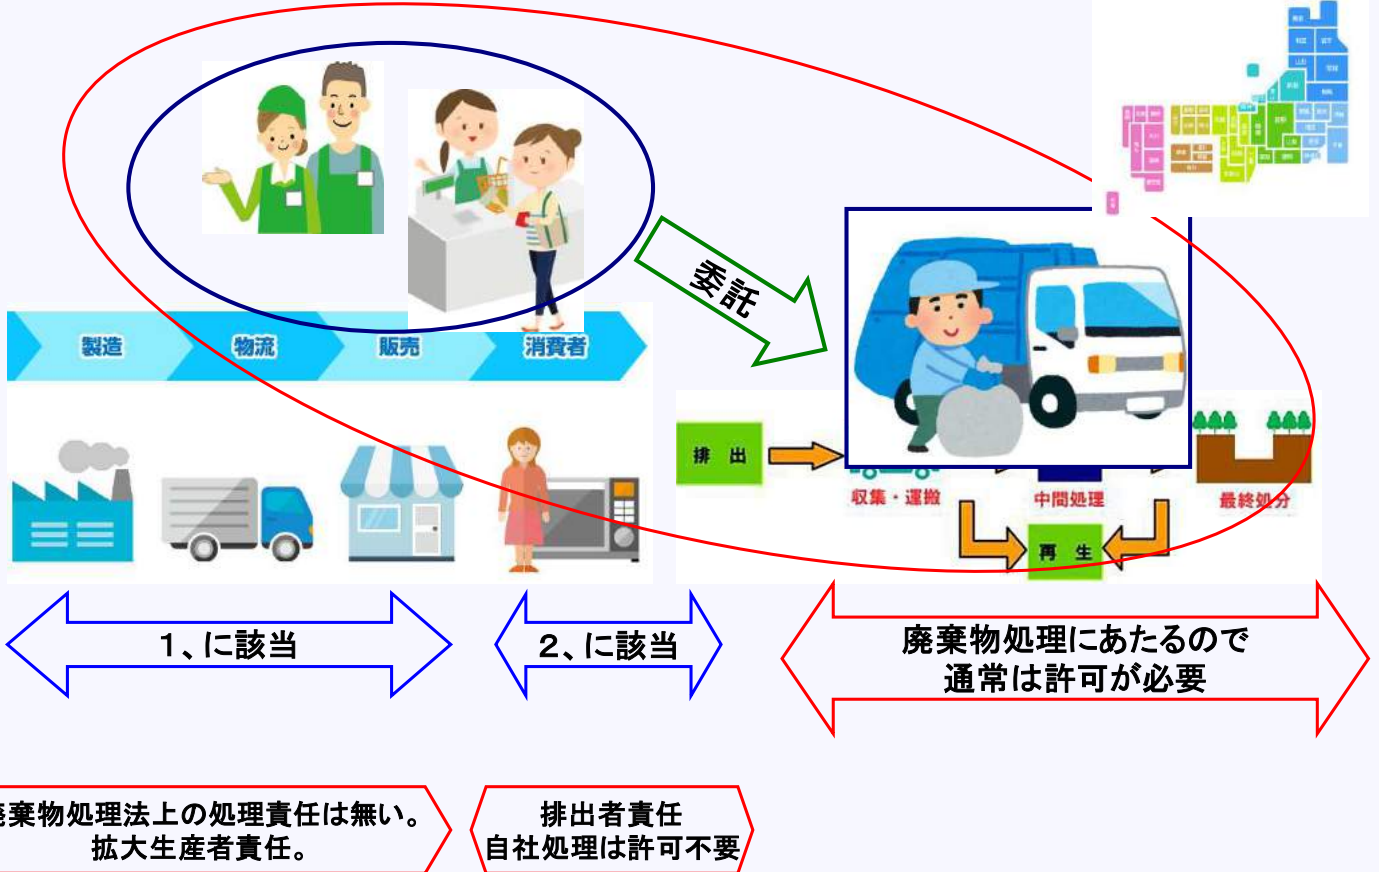 委託
製造
物流
販売
消費者
排出
収集・運搬
中間処理
最終処分
再生
1、に該当
2、に該当
廃棄物処理にあたるので
通常は許可が必要
棄物処理法上の処理責任は無い。
拡大生産者責任。
排出者責任
自社処理は許可不要